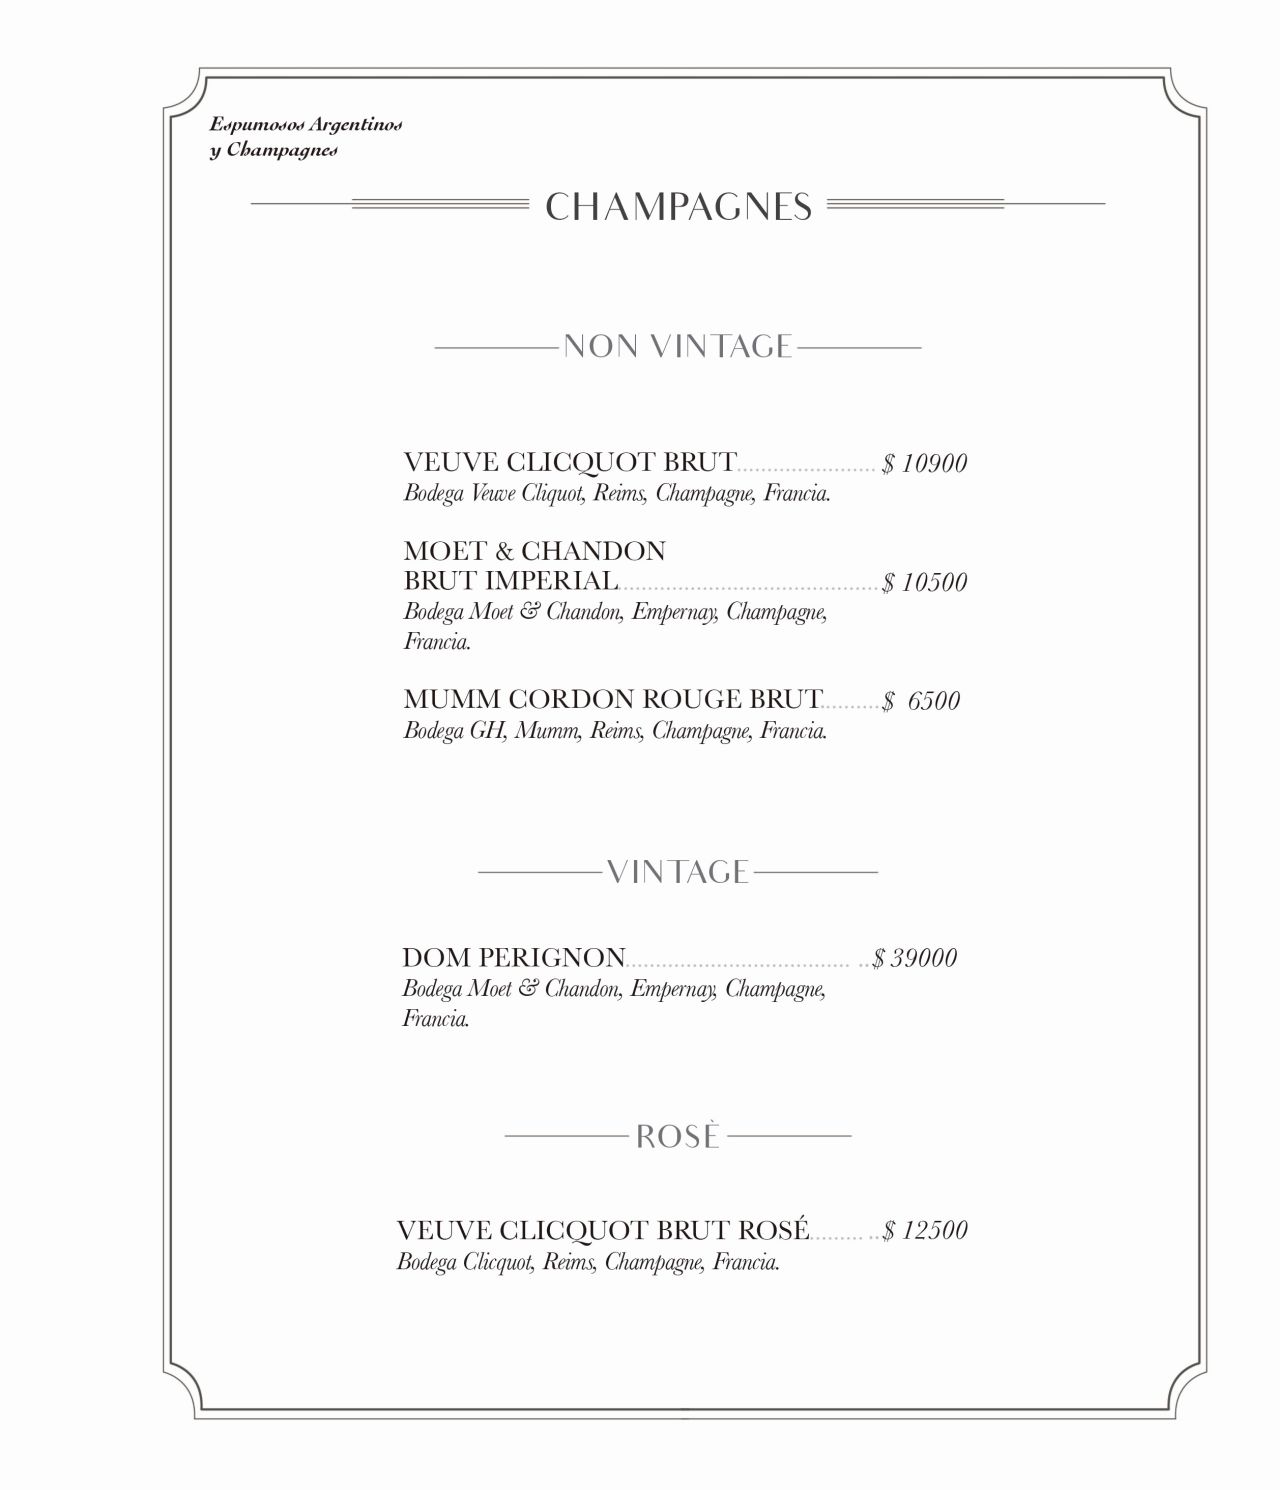 Espumosos Argentinos
y Champagnes
CHAMPAGNES
NON VINTAGE
VEUVE CLICQUOT BRUT........................ $ 10900
Bodega Veuve Cliquot, Reims, Champagne, Francia.
MOET & CHANDON
BRUT IMPERIAL............................................$ 10500
Bodega Moet & Chandon, Empernay, Champagne,
Francia.
MUMM CORDON ROUGE BRUT..........$ 6500
Bodega GH, Mumm, Reims, Champagne, Francia.
VINTAGE
DOM PERIGNON...................................... ..$ 39000
Bodega Moet & Chandon, Empernay, Champagne,
Francia.
ROSÈ
VEUVE CLICQUOT BRUT ROSÉ......... ..$ 12500
Bodega Clicquot, Reims, Champagne, Francia.